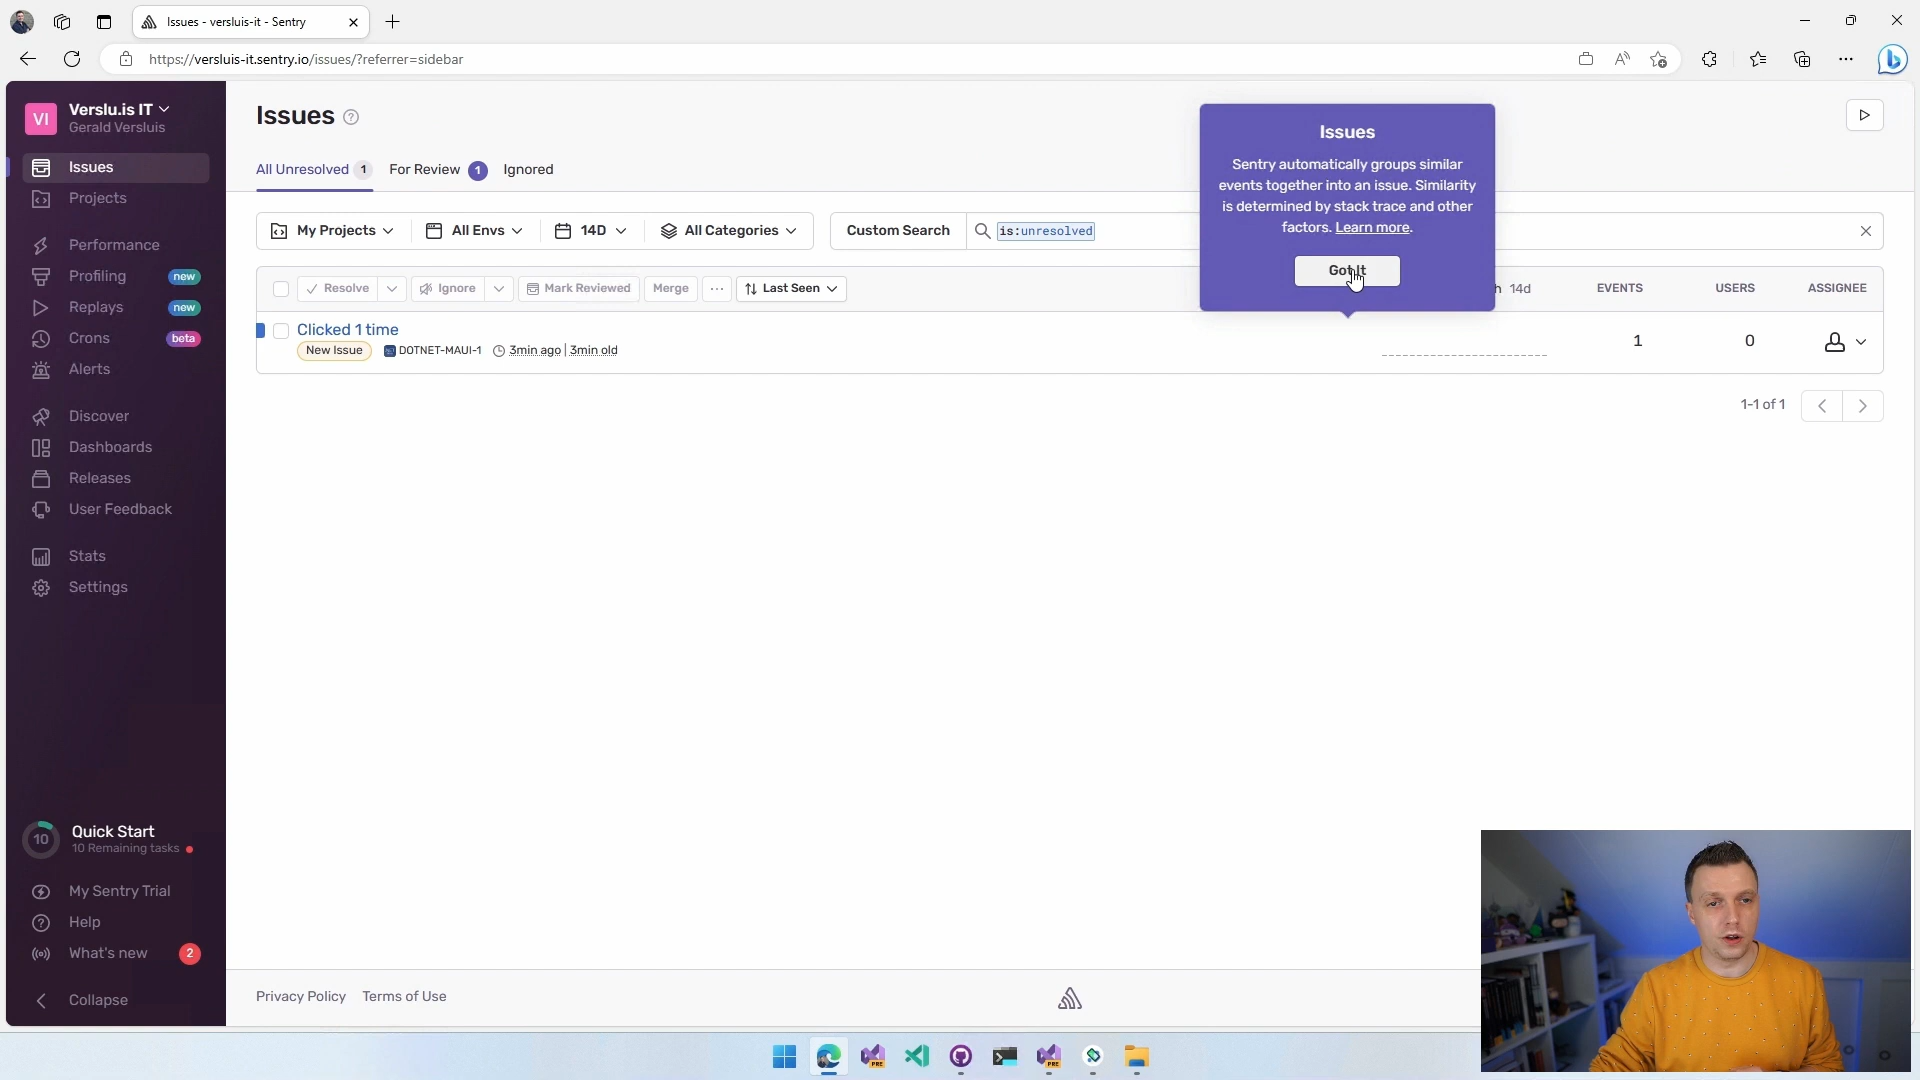 Issues - versluis-it - Sentry
https://versluis-it.sentry.io/issues/?referrer=sidebar
VI
Verslu.is IT
Gerald Versluis
Issues
Projects
Performance
Profiling new
Replays new
Crons beta
Alerts
Discover
Dashboards
Releases
User Feedback
Stats
Settings
10
Quick Start
10 Remaining tasks
My Sentry Trial
Help
What's new 2
Collapse
Issues
All Unresolved 1 For Review 1 Ignored
My Projects All Envs 14D All Categories Custom Search is:unresolved
Issues
Sentry automatically groups similar
events together into an issue. Similarity
is determined by stack trace and other
factors. Learn more.
Got It
Resolve Ignore Mark Reviewed Merge Last Seen 14d EVENTS USERS ASSIGNEE
Clicked 1 time
New Issue DOTNET-MAUI-1 3min ago | 3min old
1 0
1-1 of 1
Privacy Policy Terms of Use
PRE
PRE